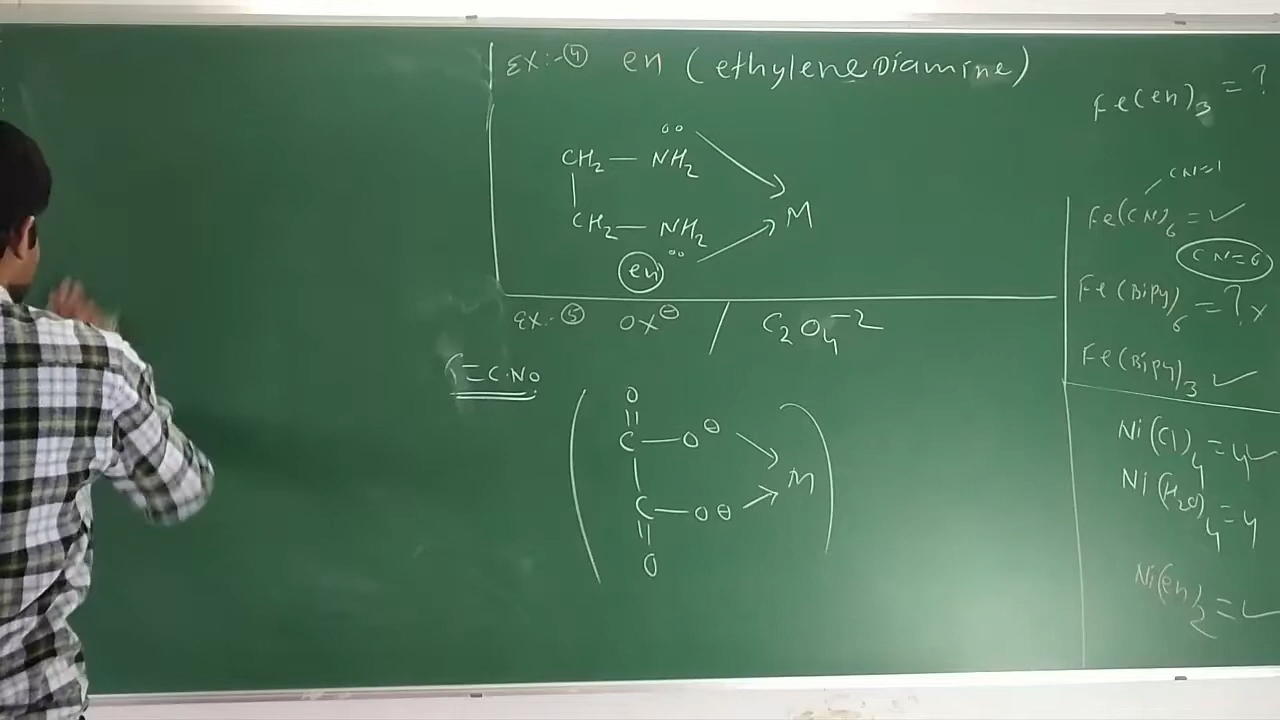 EX:-④ en (ethyleneDiamine)
CH₂ — NH₂
M
CH₂ — NH₂
en
EX:-⑤ OX⊖ / C₂O₄⁻²
C.No
O
C — O⊖
M
C — O⊖
O
Fe(en)₃ = ?
CN=1
Fe(CN)₆ = ✓
CN=6
Fe(Bipy)₆ = ? x
Fe(Bipy)₃ ✓
Ni(Cl)₄ = 4 ✓
Ni(H₂O)₄ = 4
Ni(en)₂ = ✓